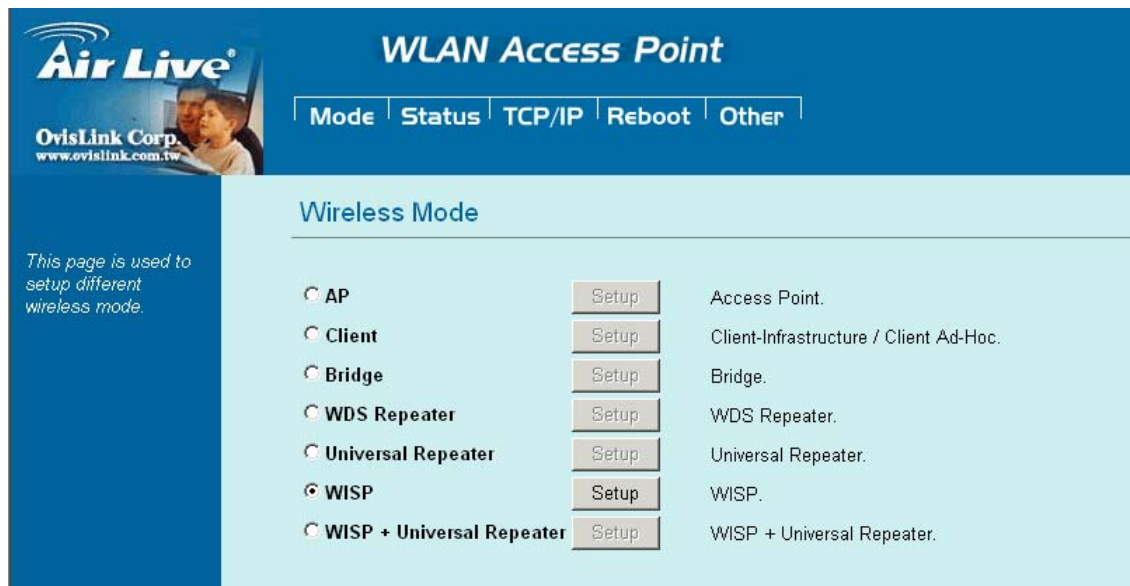 Air Live®
OvisLink Corp.
www.ovislink.com.tw
WLAN Access Point
Mode Status TCP/IP Reboot Other
This page is used to
setup different
wireless mode.
Wireless Mode
AP Setup Access Point.
Client Setup Client-Infrastructure / Client Ad-Hoc.
Bridge Setup Bridge.
WDS Repeater Setup WDS Repeater.
Universal Repeater Setup Universal Repeater.
WISP Setup WISP.
WISP + Universal Repeater Setup WISP + Universal Repeater.